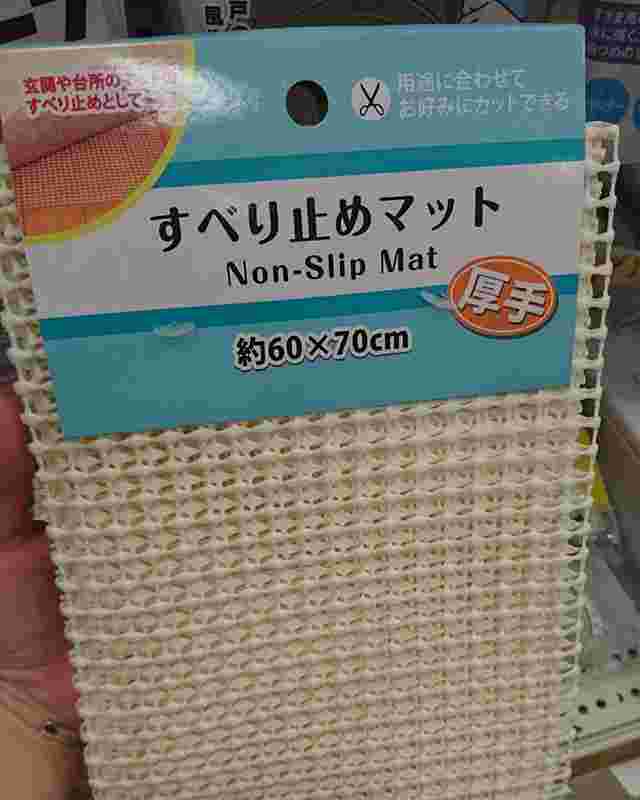 玄関や台所の
すべり止めとして
用途に合わせて
お好みにカットできる
すべり止めマット
Non-Slip Mat
厚手
約60×70cm